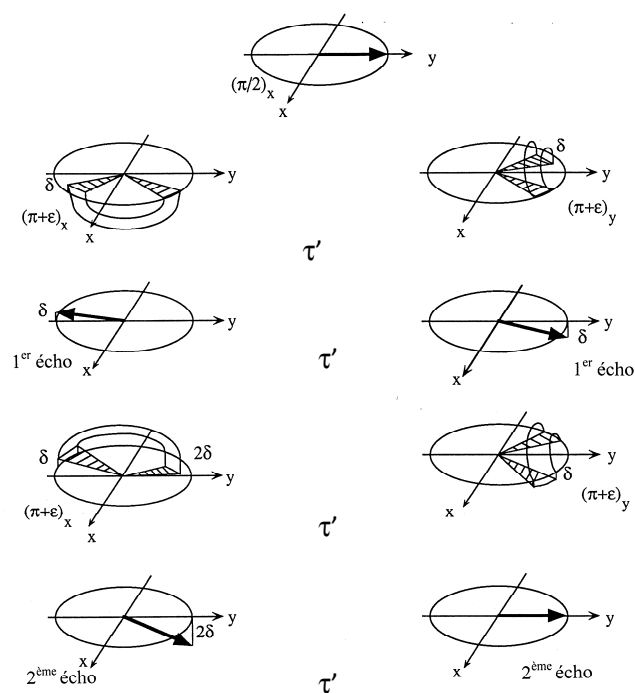 y
(π/2)x
x
δ y
(π+ε)x
x
δ
y
(π+ε)y
x
τ′
δ
y
1er écho
x
τ′
y
δ
1er écho
x
δ 2δ
y
(π+ε)x
x
τ′
y
δ
(π+ε)y
x
y
2δ
x
2ème écho
τ′
y
x
2ème écho